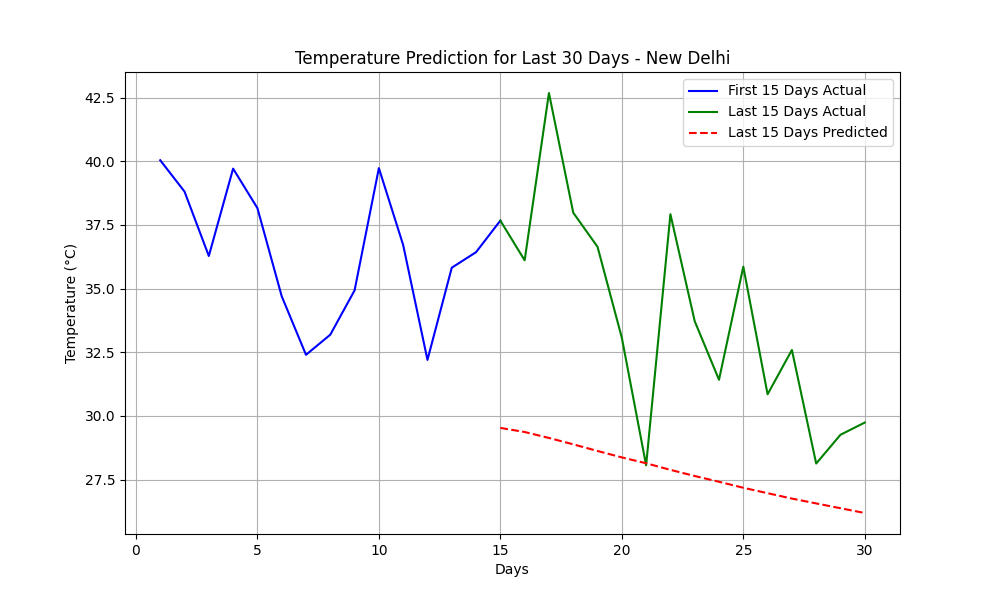 Temperature Prediction for Last 30 Days - New Delhi
First 15 Days Actual
Last 15 Days Actual
Last 15 Days Predicted
Temperature (°C)
42.5
40.0
37.5
35.0
32.5
30.0
27.5
0 5 10 15 20 25 30
Days